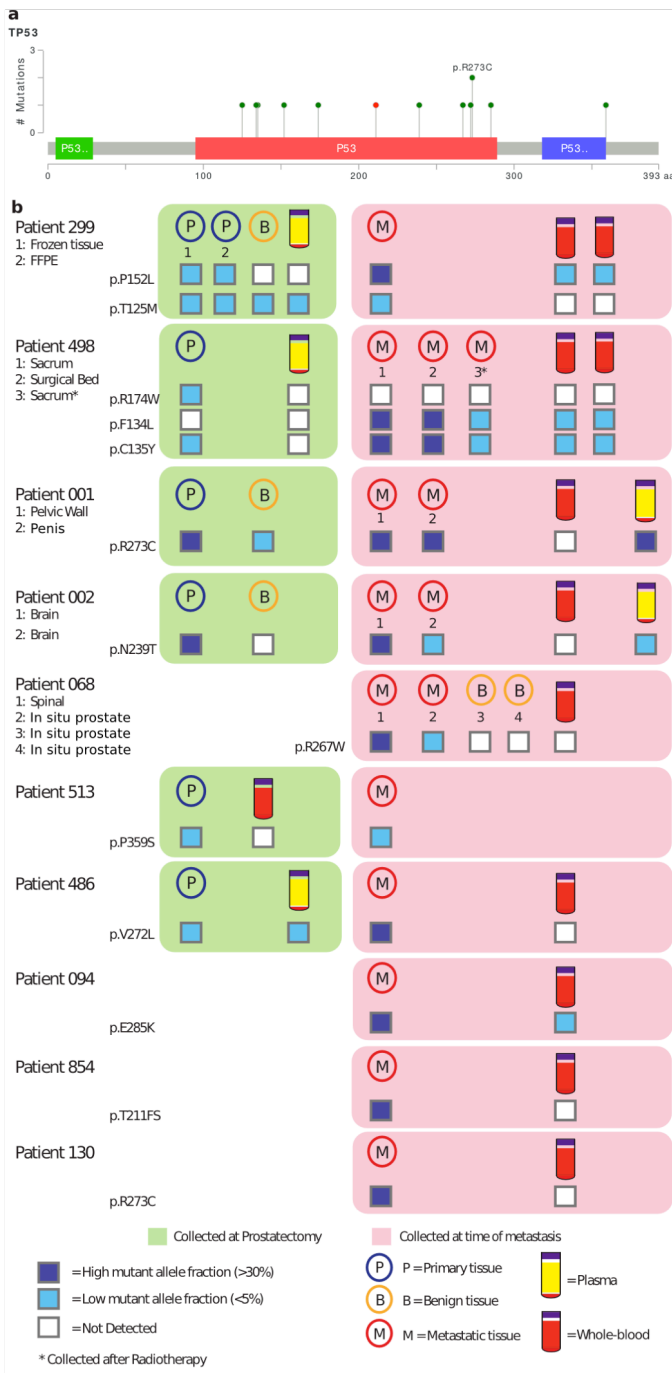 a
TP53
# Mutations
3
0
p.R273C
P53..
P53
P53..
0
100
200
300
393 aa
b
Patient 299
1: Frozen tissue
2: FFPE
P
P
B
M
1
2
p.P152L
p.T125M
Patient 498
1: Sacrum
2: Surgical Bed
3: Sacrum*
P
M
M
M
1
2
3*
p.R174W
p.F134L
p.C135Y
Patient 001
1: Pelvic Wall
2: Penis
P
B
M
M
1
2
p.R273C
Patient 002
1: Brain
2: Brain
P
B
M
M
1
2
p.N239T
Patient 068
1: Spinal
2: In situ prostate
3: In situ prostate
4: In situ prostate
M
M
B
B
1
2
3
4
p.R267W
Patient 513
P
M
p.P359S
Patient 486
P
M
p.V272L
Patient 094
M
p.E285K
Patient 854
M
p.T211FS
Patient 130
M
p.R273C
Collected at Prostatectomy
Collected at time of metastasis
= High mutant allele fraction (>30%)
= Low mutant allele fraction (<5%)
= Not Detected
* Collected after Radiotherapy
P
P = Primary tissue
B
B = Benign tissue
M
M = Metastatic tissue
= Plasma
= Whole-blood